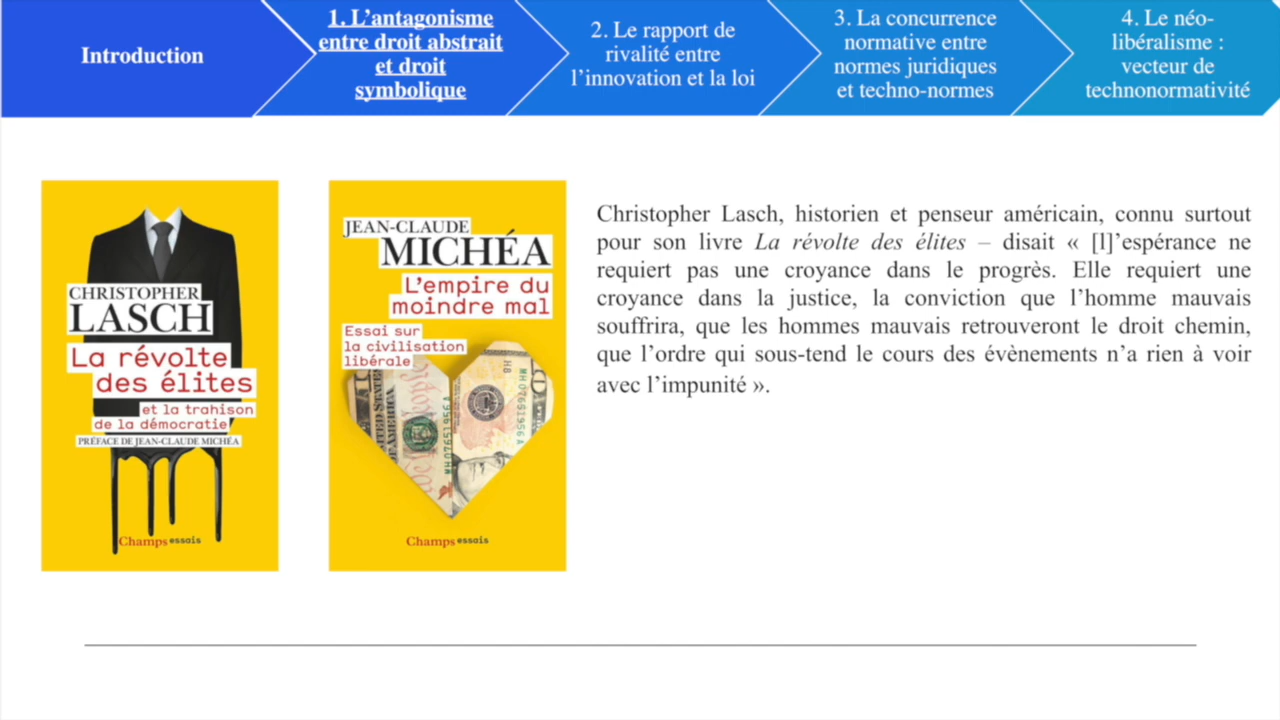 Introduction
1. L’antagonisme
entre droit abstrait
et droit
symbolique
2. Le rapport de
rivalité entre
l’innovation et la loi
3. La concurrence
normative entre
normes juridiques
et techno-normes
4. Le néo-
libéralisme :
vecteur de
technonormativité
CHRISTOPHER
LASCH
La révolte
des élites
et la trahison
de la démocratie
PRÉFACE DE JEAN-CLAUDE MICHÉA
Champs essais
JEAN-CLAUDE
MICHÉA
L’empire du
moindre mal
Essai sur
la civilisation
libérale
H8
MH07651956A
MH07651956A
Champs essais
Christopher Lasch, historien et penseur américain, connu surtout
pour son livre La révolte des élites – disait « [l]’espérance ne
requiert pas une croyance dans le progrès. Elle requiert une
croyance dans la justice, la conviction que l’homme mauvais
souffrira, que les hommes mauvais retrouveront le droit chemin,
que l’ordre qui sous-tend le cours des évènements n’a rien à voir
avec l’impunité ».